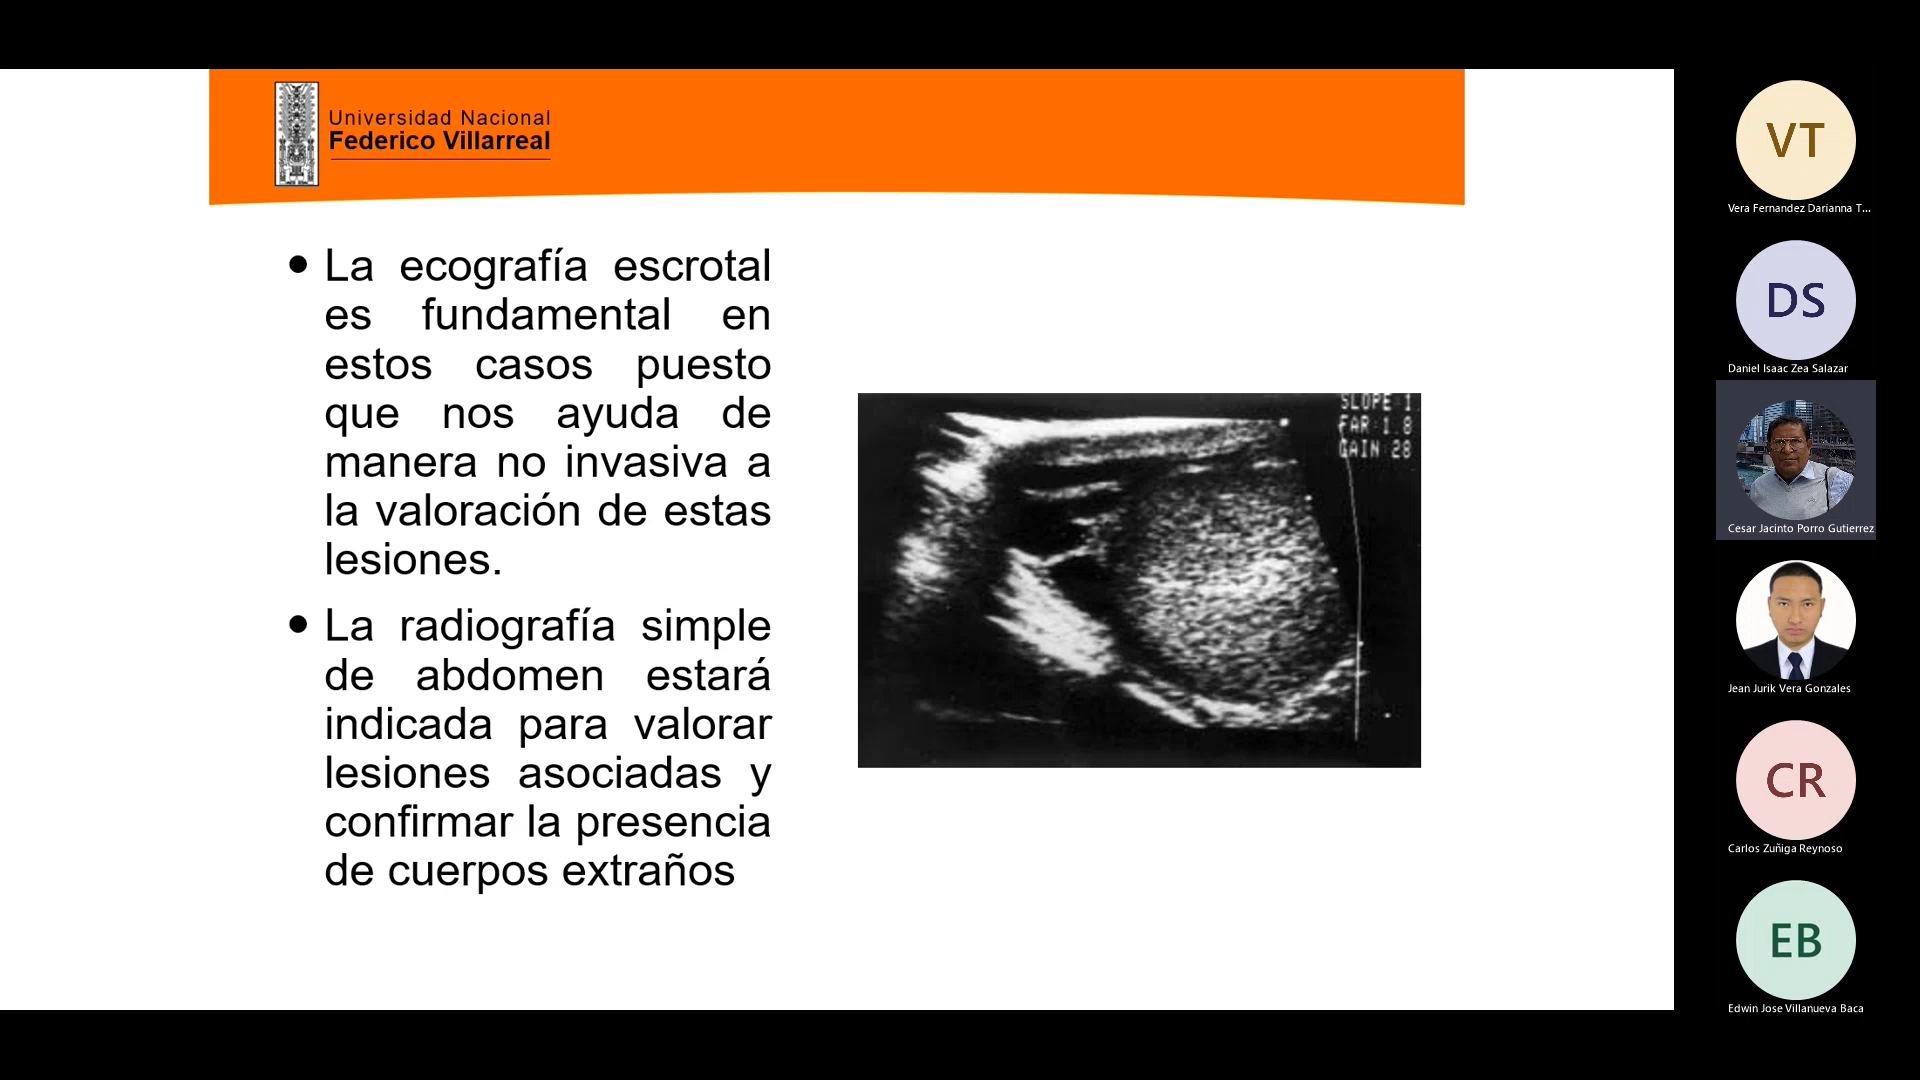 Universidad Nacional
Federico Villarreal
• La ecografía escrotal
es fundamental en
estos casos puesto
que nos ayuda de
manera no invasiva a
la valoración de estas
lesiones.
• La radiografía simple
de abdomen estará
indicada para valorar
lesiones asociadas y
confirmar la presencia
de cuerpos extraños
SLOPE 1
FAR 1.8
GAIN 28
VT
Vera Fernandez Darianna T...
DS
Daniel Isaac Zea Salazar
Cesar Jacinto Porro Gutierrez
Jean Jurik Vera Gonzales
CR
Carlos Zuñiga Reynoso
EB
Edwin Jose Villanueva Baca